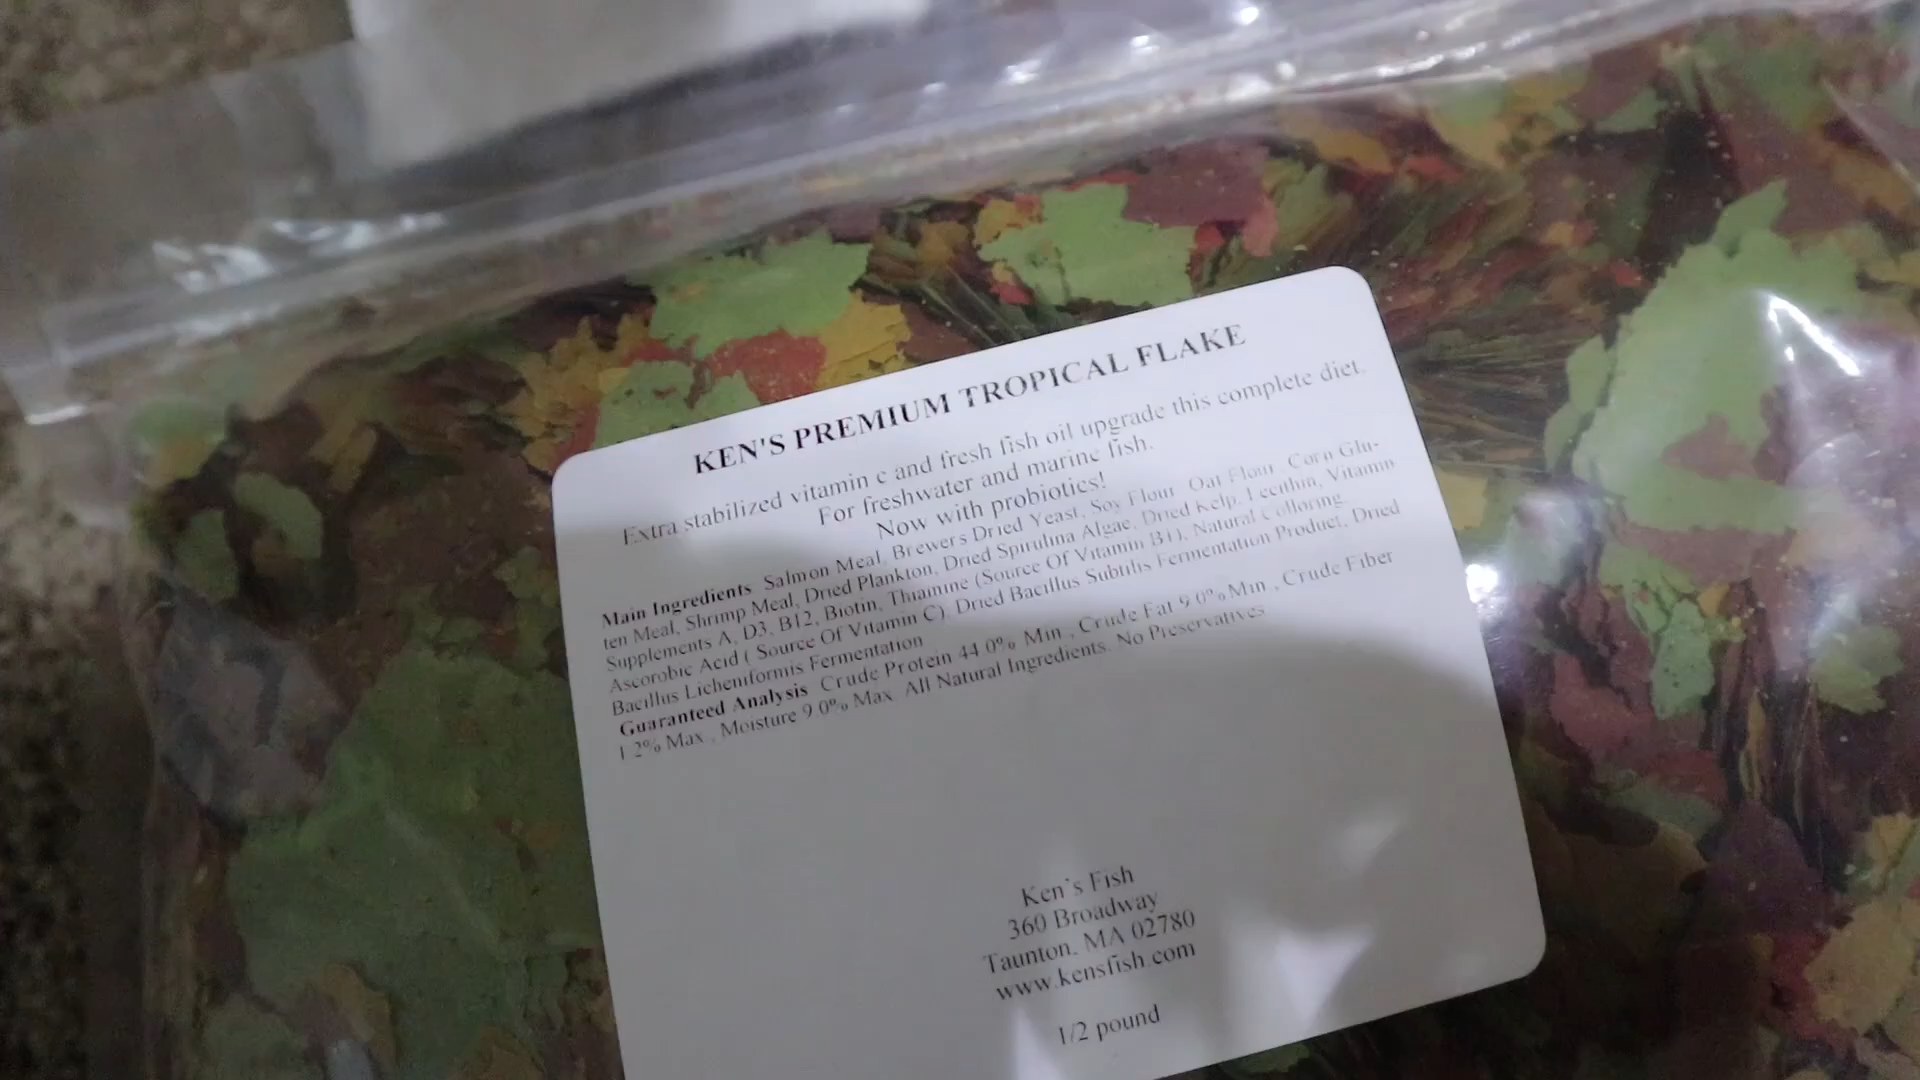 KEN'S PREMIUM TROPICAL FLAKE
Extra stabilized vitamin c and fresh fish oil upgrade this complete diet.
For freshwater and marine fish.
Now with probiotics!
Main Ingredients Salmon Meal, Brewers Dried Yeast, Soy Flour Oat Flour Corn Glu-
ten Meal, Shrimp Meal, Dried Plankton, Dried Spirulina Algae, Dried Kelp, Lecithin, Vitamin
Supplements A, D3, B12, Biotin, Thiamine (Source Of Vitamin B1), Natural Colloring.
Ascorbic Acid ( Source Of Vitamin C) Dried Bacillus Subtilis Fermentation Product, Dried
Bacillus Licheniformis Fermentation
Guaranteed Analysis Crude Protein 44 0% Min., Crude Fat 9 0% Min , Crude Fiber
1 2% Max , Moisture 9 0% Max All Natural Ingredients. No Preservatives
Ken's Fish
360 Broadway
Taunton, MA 02780
www.kensfish.com
1/2 pound